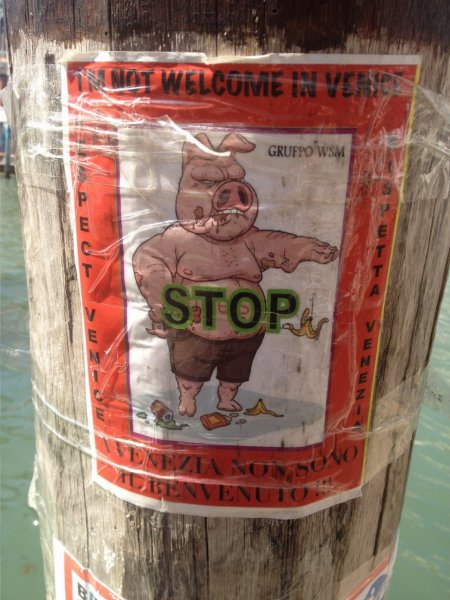 I'M NOT WELCOME IN VENICE
GRUPPO WSM
RESPECT VENICE
RISPETTA VENEZIA
STOP
A VENEZIA NON SONO
IL BENVENUTO !!!